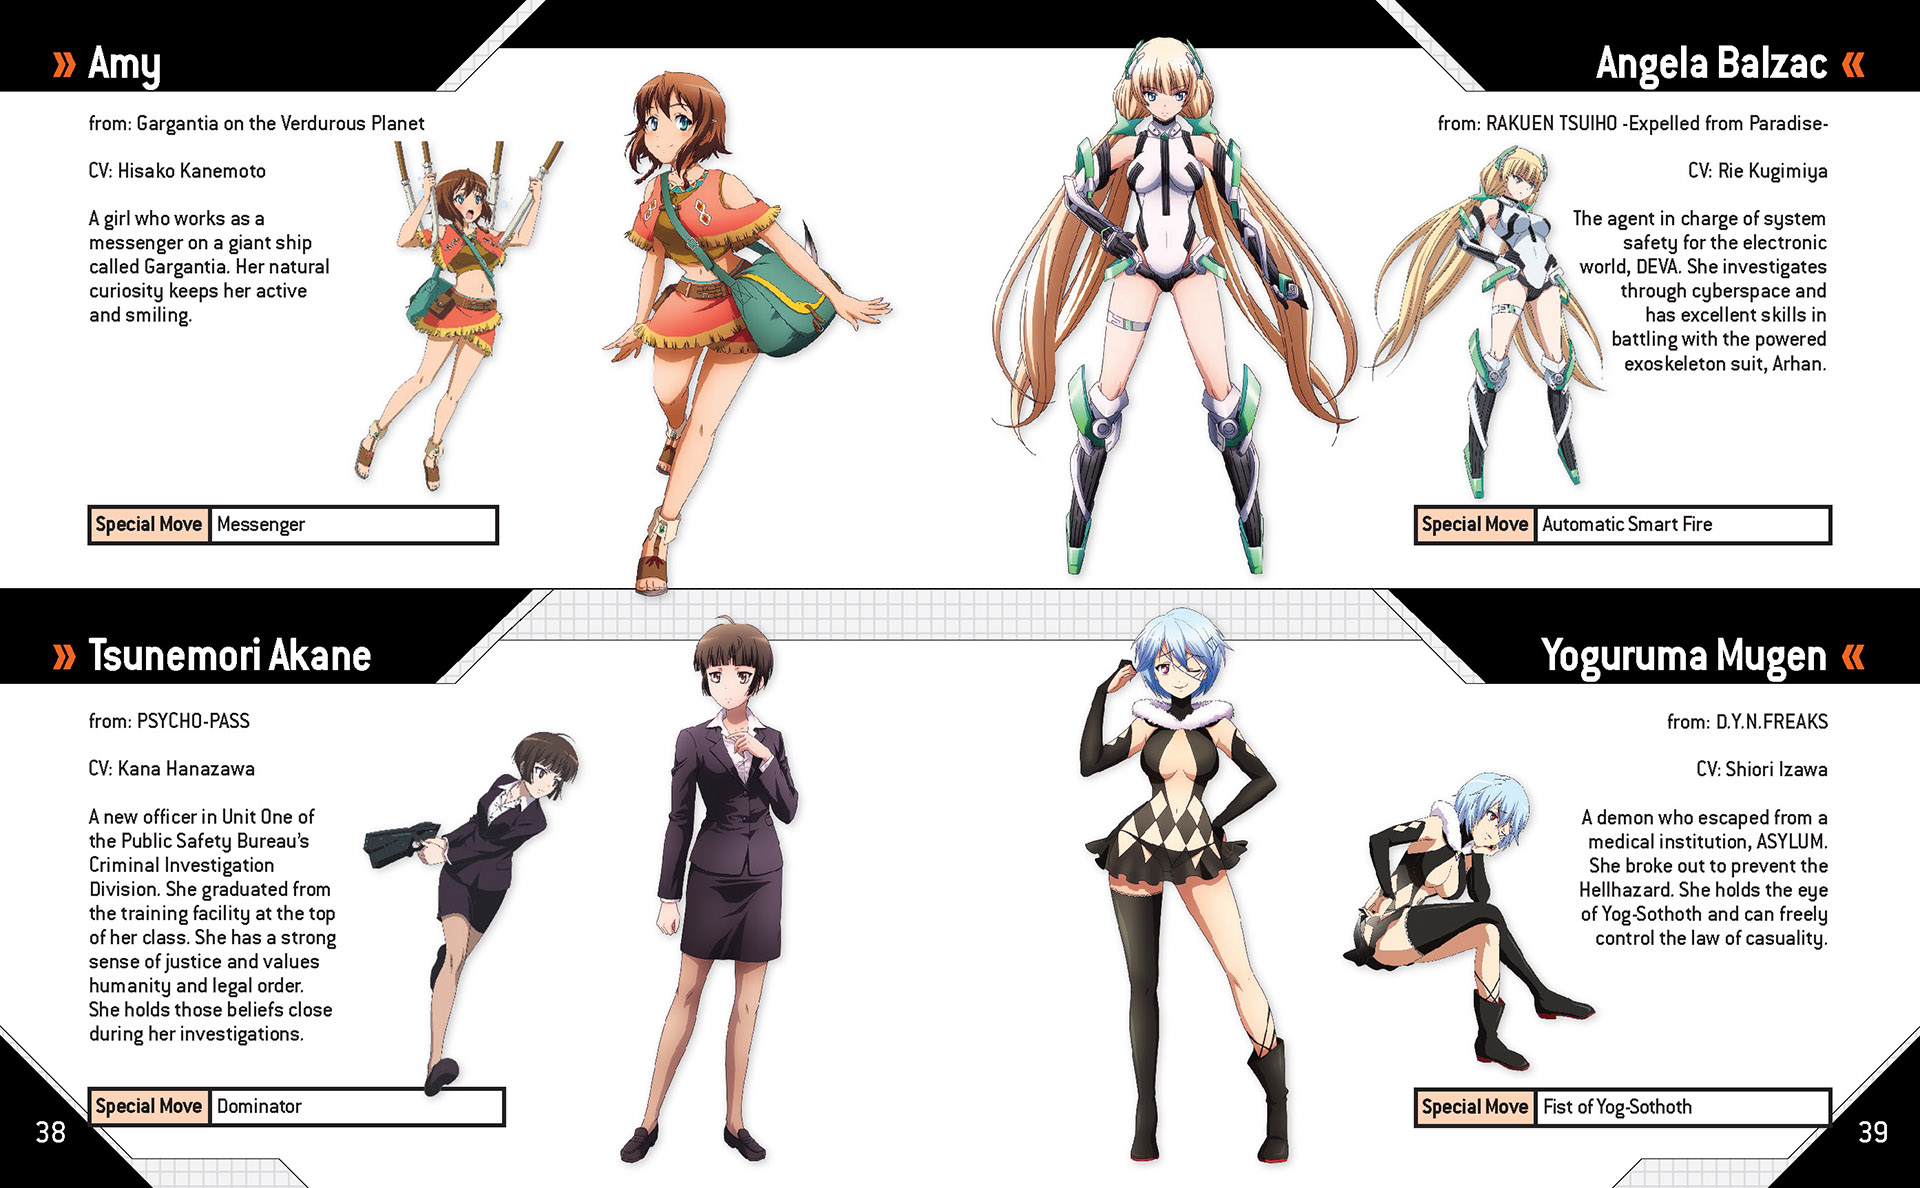 Amy
from: Gargantia on the Verdurous Planet
CV: Hisako Kanemoto
A girl who works as a
messenger on a giant ship
called Gargantia. Her natural
curiosity keeps her active
and smiling.
Special Move Messenger
Angela Balzac
from: RAKUEN TSUIHO -Expelled from Paradise-
CV: Rie Kugimiya
The agent in charge of system
safety for the electronic
world, DEVA. She investigates
through cyberspace and
has excellent skills in
battling with the powered
exoskeleton suit, Arhan.
Special Move Automatic Smart Fire
Tsunemori Akane
from: PSYCHO-PASS
CV: Kana Hanazawa
A new officer in Unit One of
the Public Safety Bureau's
Criminal Investigation
Division. She graduated from
the training facility at the top
of her class. She has a strong
sense of justice and values
humanity and legal order.
She holds those beliefs close
during her investigations.
Special Move Dominator
38
Yoguruma Mugen
from: D.Y.N.FREAKS
CV: Shiori Izawa
A demon who escaped from a
medical institution, ASYLUM.
She broke out to prevent the
Hellhazard. She holds the eye
of Yog-Sothoth and can freely
control the law of casuality.
Special Move Fist of Yog-Sothoth
39